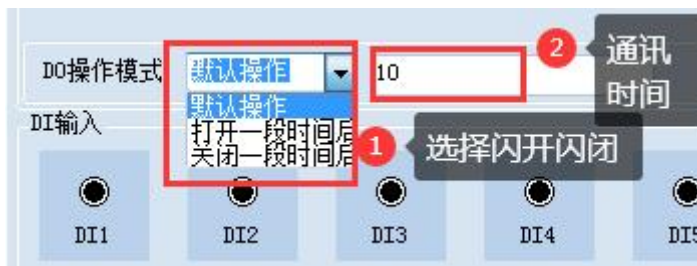 DO操作模式 默认操作 10
2 通讯
时间
默认操作
打开一段时间后
关闭一段时间后
DI输入
1 选择闪开闪闭
DI1 DI2 DI3 DI4 DI5